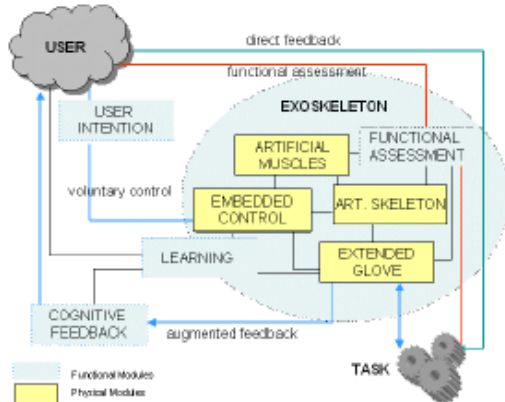 USER
direct feedback
functional assessment
EXOSKELETON
USER
INTENTION
ARTIFICIAL
MUSCLES
FUNCTIONAL
ASSESSMENT
voluntary control
EMBEDDED
CONTROL
ART. SKELETON
LEARNING
EXTENDED
GLOVE
COGNITIVE
FEEDBACK
augmented feedback
TASK
Functional Modules
Physical Modules